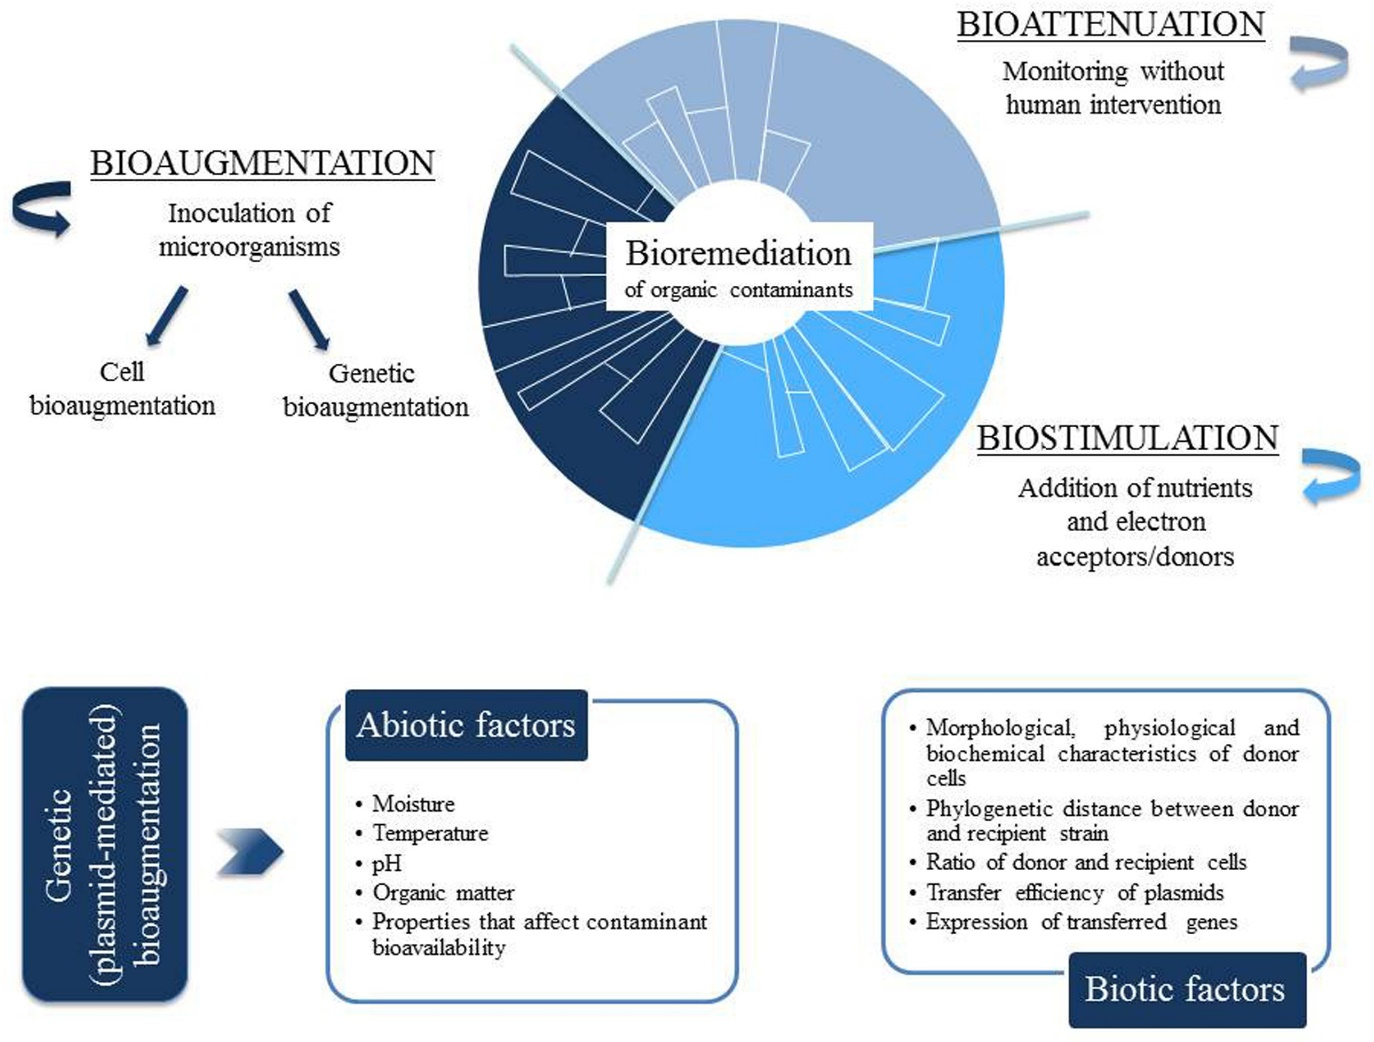 BIOATTENUATION
Monitoring without
human intervention
BIOAUGMENTATION
Inoculation of
microorganisms
Cell
bioaugmentation
Genetic
bioaugmentation
Bioremediation
of organic contaminants
BIOSTIMULATION
Addition of nutrients
and electron
acceptors/donors
Genetic
(plasmid-mediated)
bioaugmentation
Abiotic factors
• Moisture
• Temperature
• pH
• Organic matter
• Properties that affect contaminant
bioavailability
• Morphological, physiological and
biochemical characteristics of donor
cells
• Phylogenetic distance between donor
and recipient strain
• Ratio of donor and recipient cells
• Transfer efficiency of plasmids
• Expression of transferred genes
Biotic factors